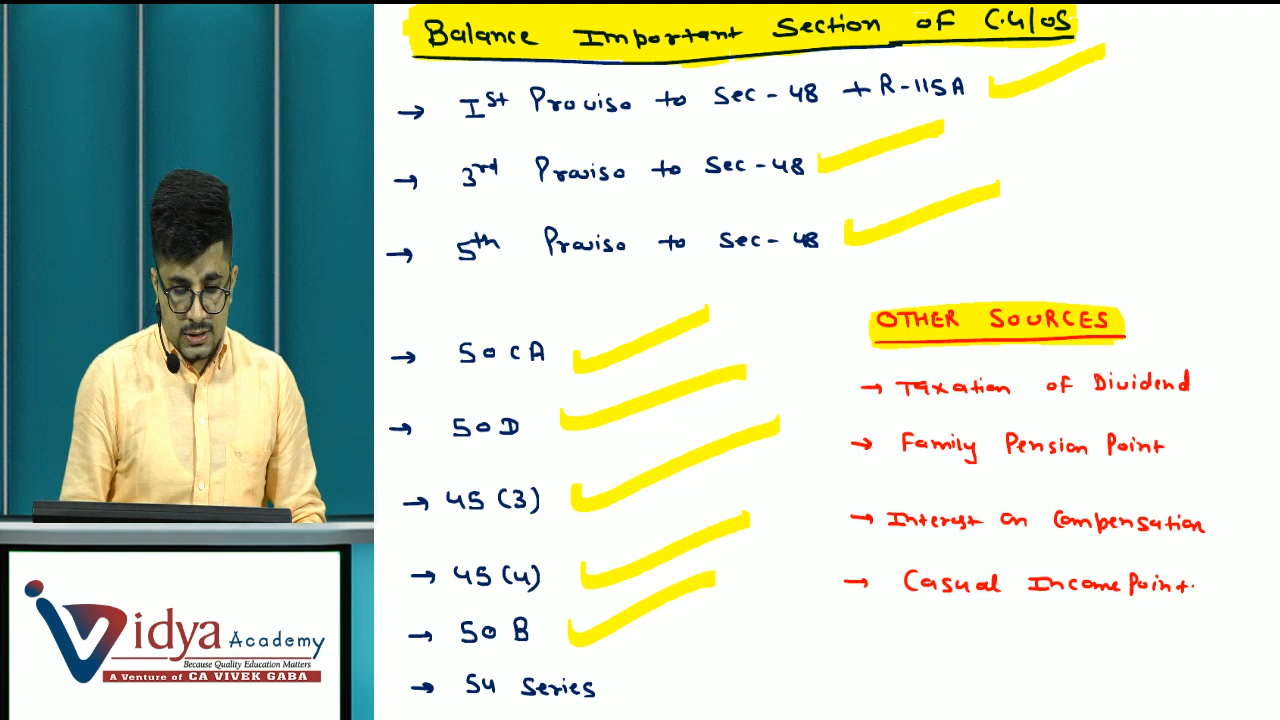 Balance Important Section of C.G/OS
→ Ist Proviso to Sec-48 + R-115A
→ 3rd Proviso to Sec-48
→ 5th Proviso to Sec-48
→ 50CA
→ 50D
→ 45(3)
→ 45(4)
→ 50B
→ 54 Series
OTHER SOURCES
→ Taxation of Dividend
→ Family Pension Point
→ Interest on Compensation
→ Casual Income Point.
Vidya Academy
Because Quality Education Matters
A Venture of CA VIVEK GABA